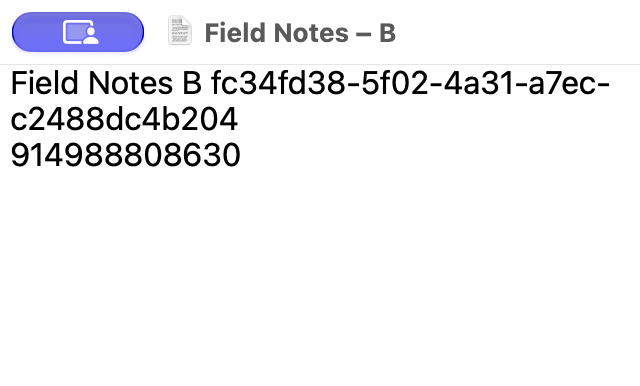 Field Notes – B
Field Notes B fc34fd38-5f02-4a31-a7ec-
c2488dc4b204
914988808630